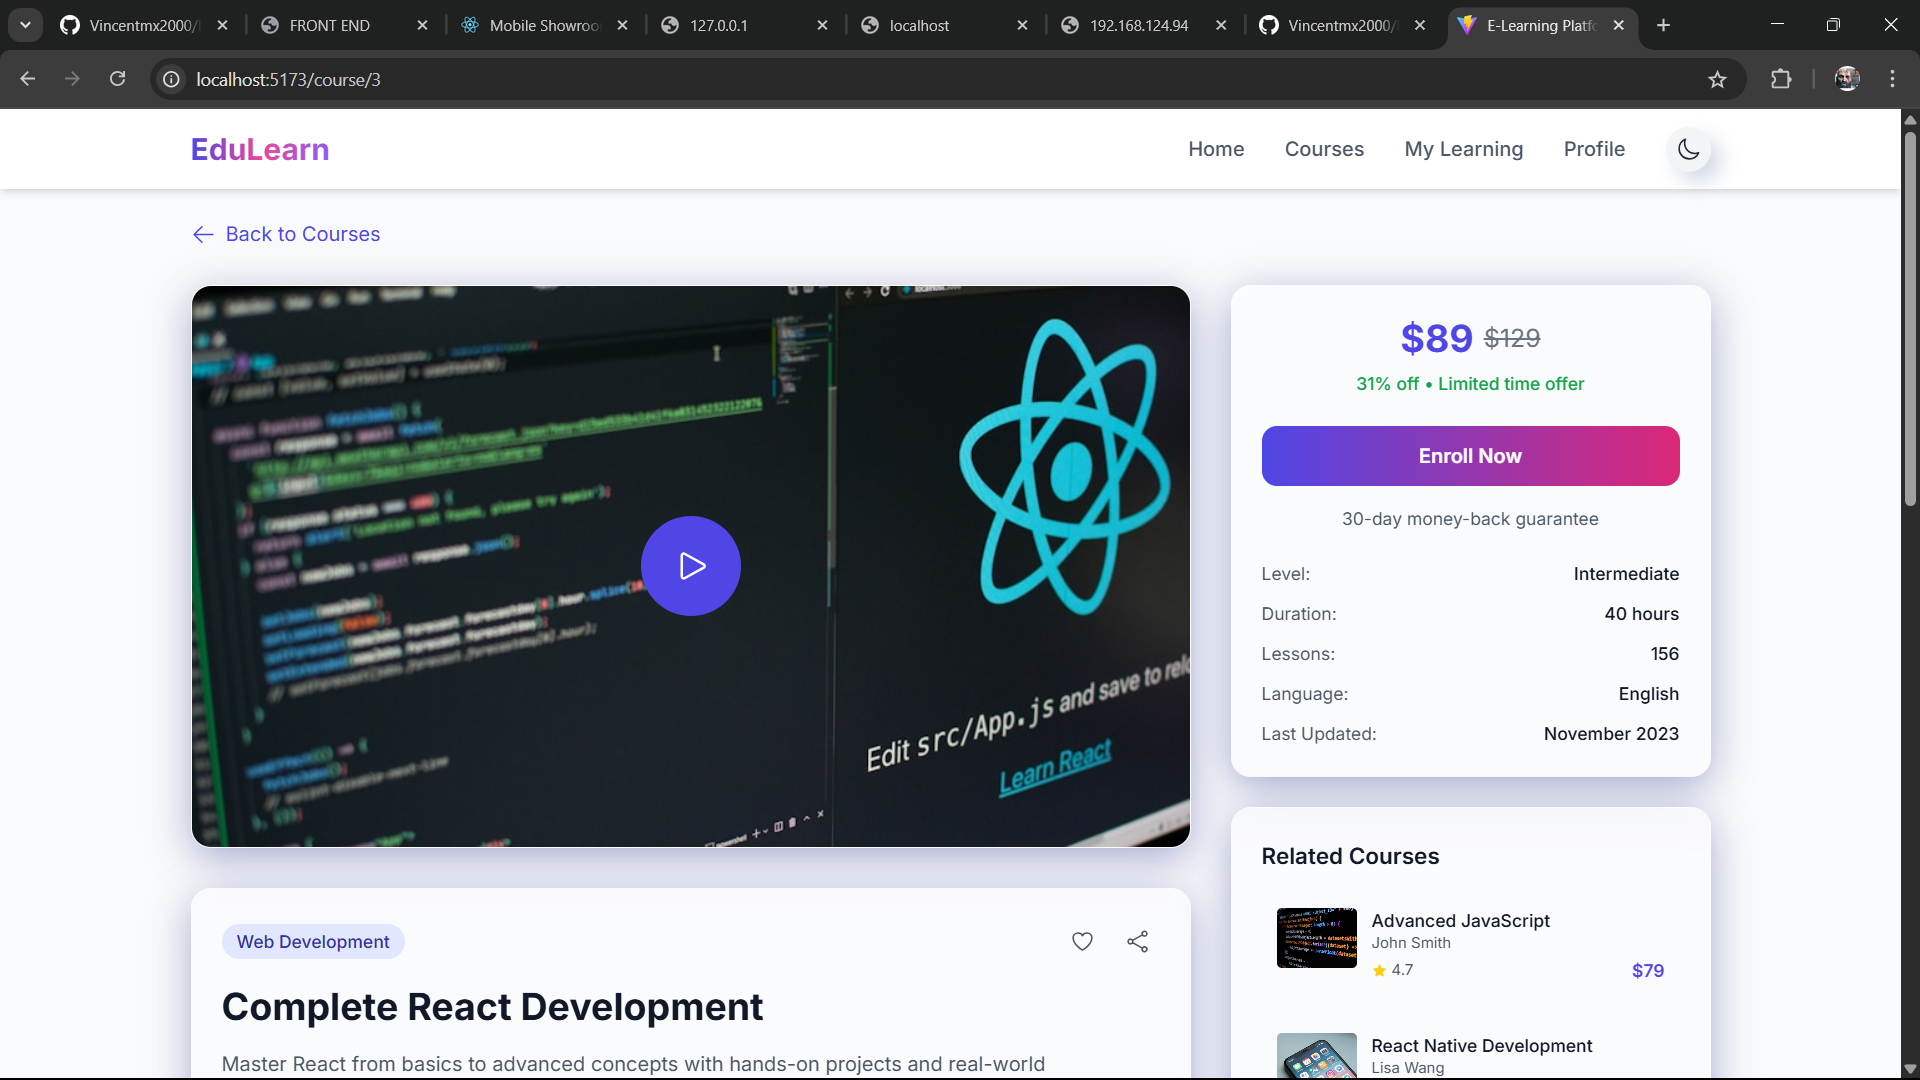 Vincentmx2000/
FRONT END
Mobile Showroo
127.0.0.1
localhost
192.168.124.94
Vincentmx2000/
E-Learning Platfo
localhost:5173/course/3
EduLearn
Home
Courses
My Learning
Profile
Back to Courses
Edit src/App.js and save to relo
Learn React
$89 $129
31% off • Limited time offer
Enroll Now
30-day money-back guarantee
Level: Intermediate
Duration: 40 hours
Lessons: 156
Language: English
Last Updated: November 2023
Related Courses
Advanced JavaScript
John Smith
4.7
$79
React Native Development
Lisa Wang
Web Development
Complete React Development
Master React from basics to advanced concepts with hands-on projects and real-world